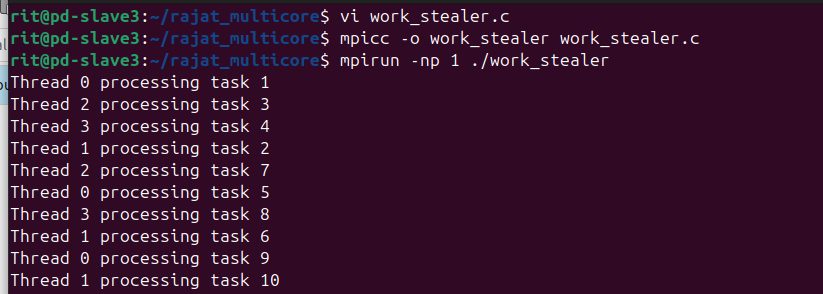 rit@pd-slave3:~/rajat_multicore$ vi work_stealer.c
rit@pd-slave3:~/rajat_multicore$ mpicc -o work_stealer work_stealer.c
rit@pd-slave3:~/rajat_multicore$ mpirun -np 1 ./work_stealer
Thread 0 processing task 1
Thread 2 processing task 3
Thread 3 processing task 4
Thread 1 processing task 2
Thread 2 processing task 7
Thread 0 processing task 5
Thread 3 processing task 8
Thread 1 processing task 6
Thread 0 processing task 9
Thread 1 processing task 10